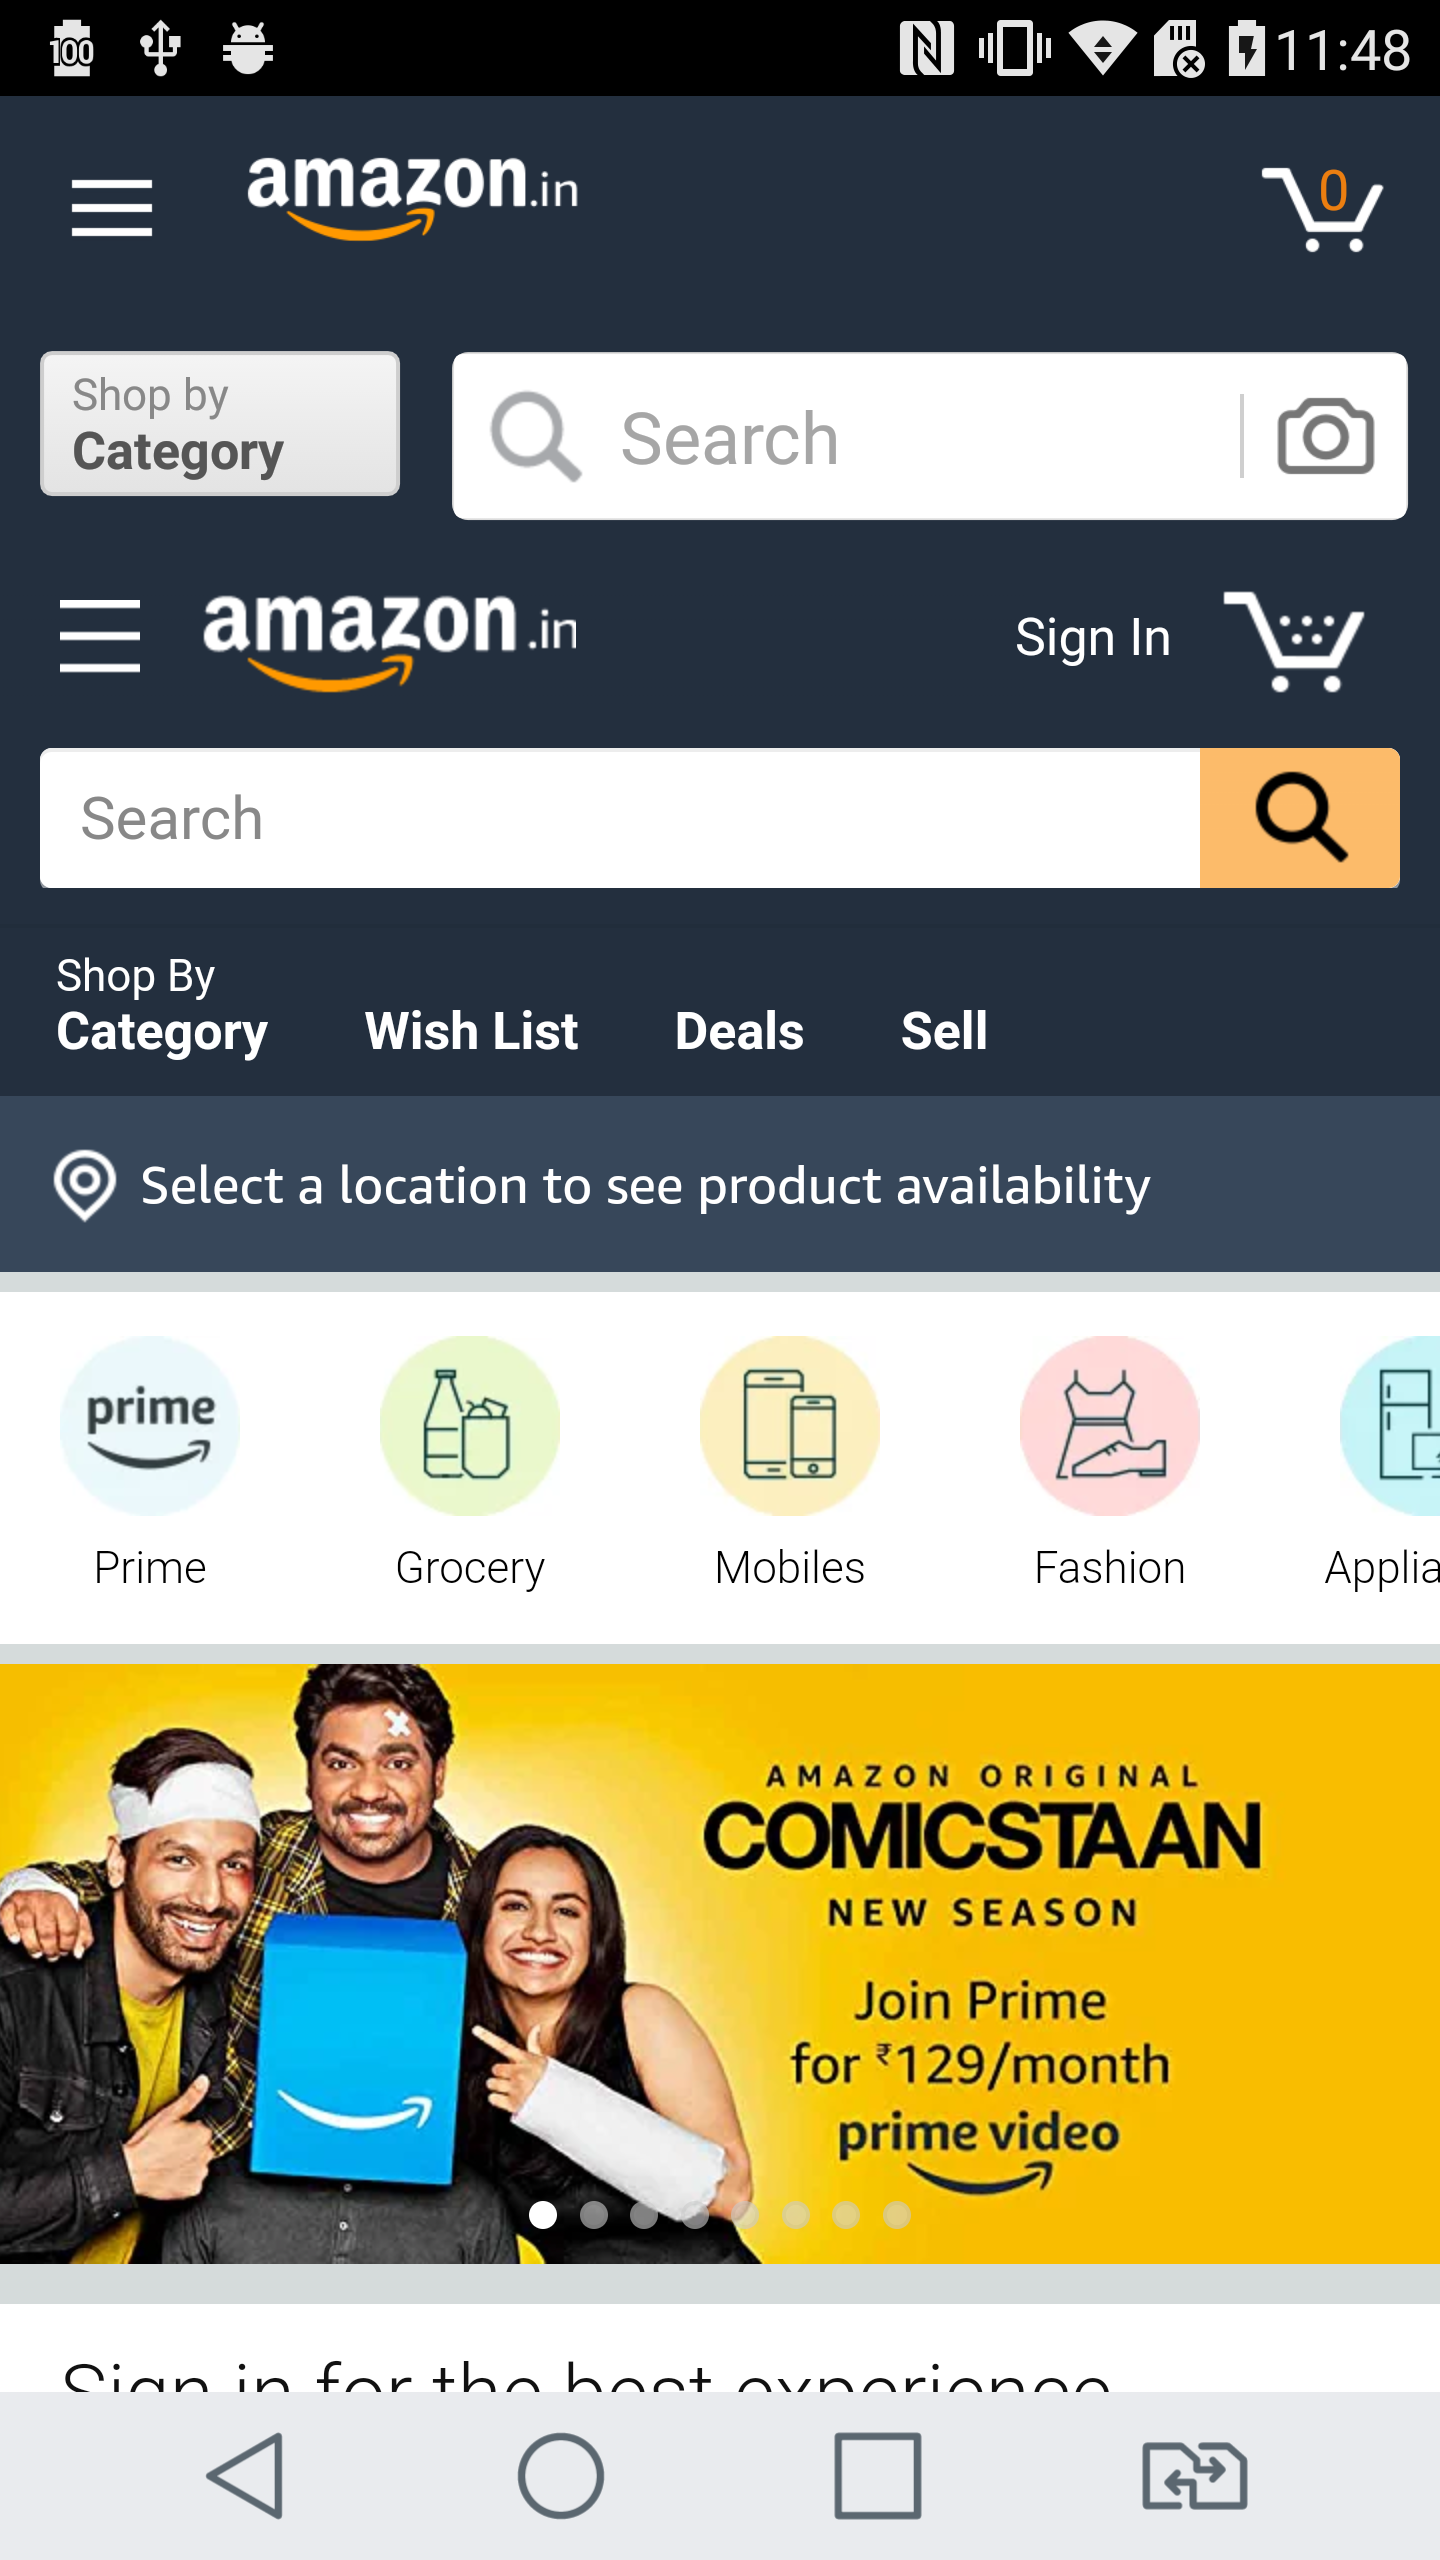 100
11:48
amazon.in
0
Shop by
Category
Search
amazon.in
Sign In
Search
Shop By
Category
Wish List
Deals
Sell
Select a location to see product availability
prime
Prime
Grocery
Mobiles
Fashion
Applia
AMAZON ORIGINAL
COMICSTAAN
NEW SEASON
Join Prime
for ₹129/month
prime video
Sign in for the best experience